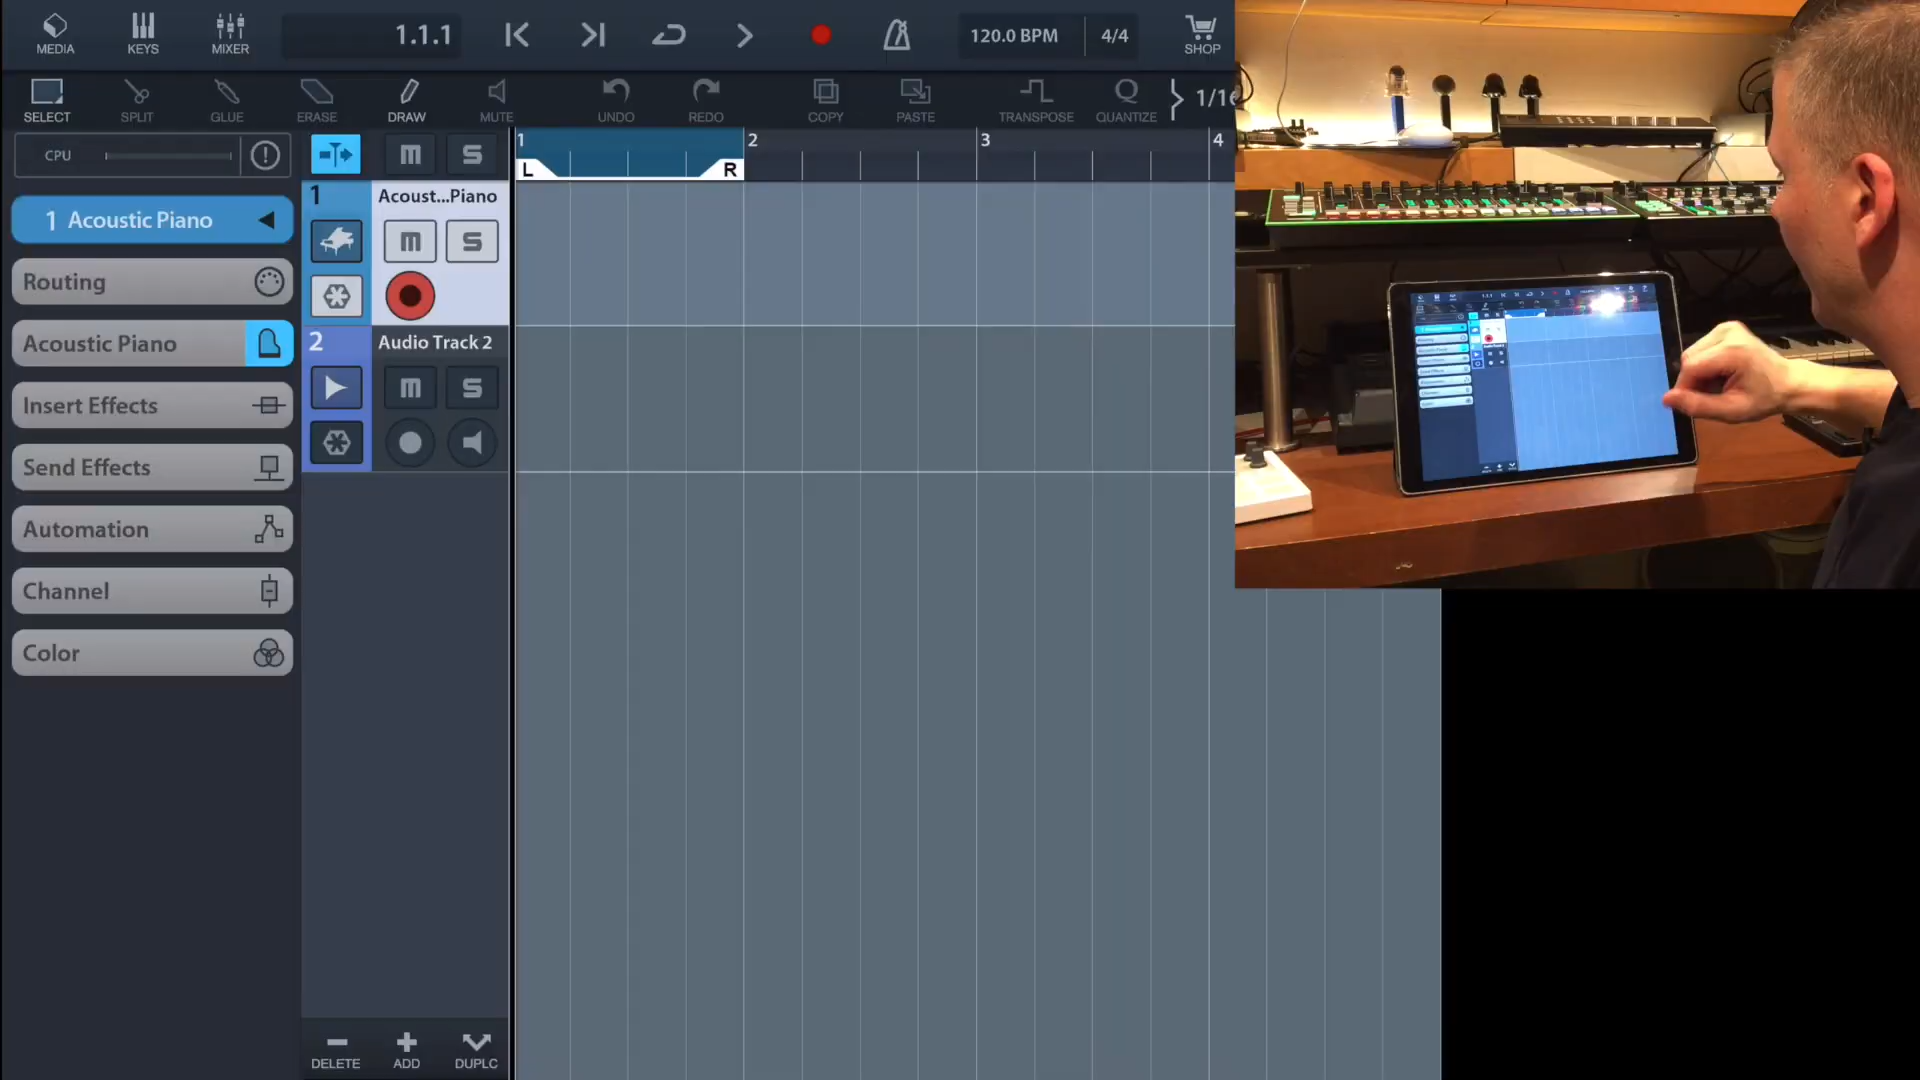 MEDIA
KEYS
MIXER
1.1.1
120.0 BPM
4/4
SHOP
SELECT
SPLIT
GLUE
ERASE
DRAW
MUTE
UNDO
REDO
COPY
PASTE
TRANSPOSE
Q
QUANTIZE
1/16
CPU
m
S
1
2
3
4
L
R
1 Acoustic Piano
Routing
Acoustic Piano
Insert Effects
Send Effects
Automation
Channel
Color
1
Acoust...Piano
m
S
2
Audio Track 2
m
S
DELETE
ADD
DUPLC